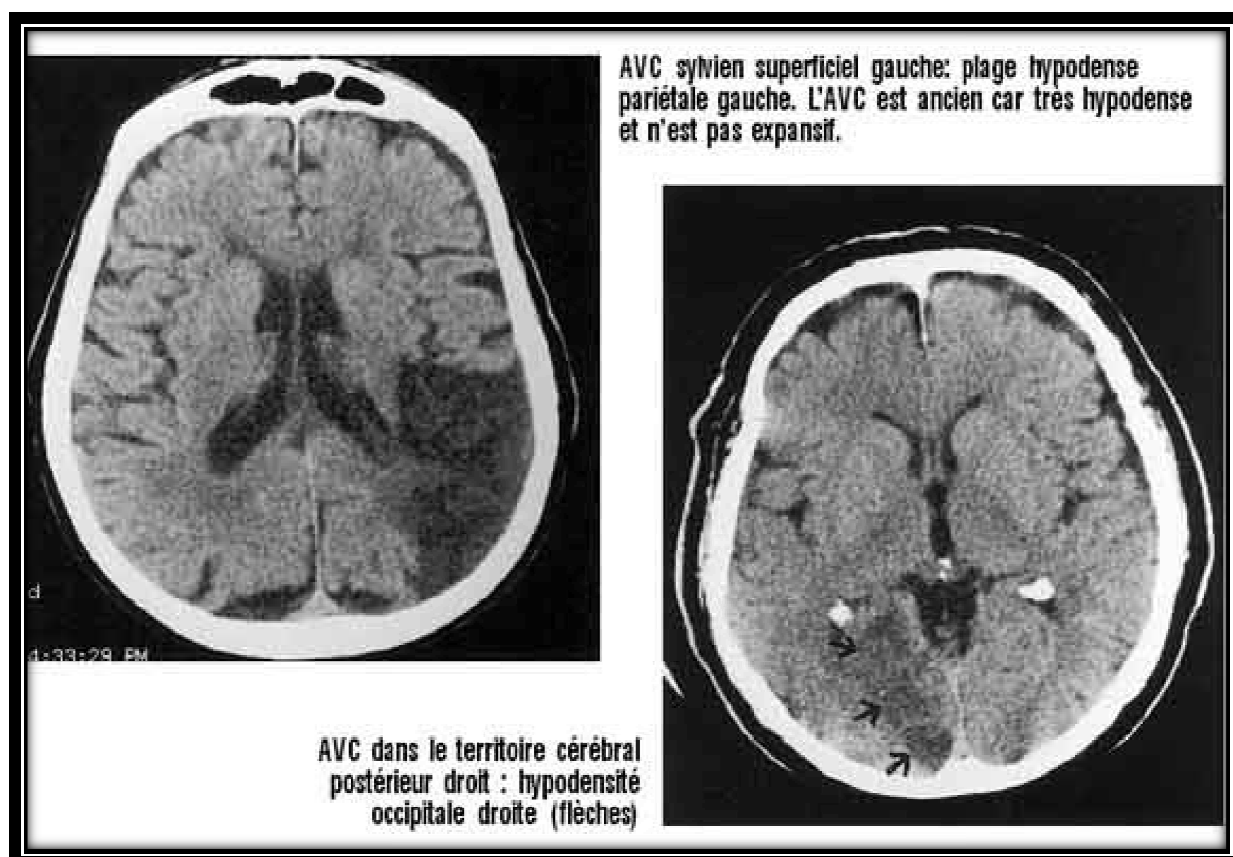 AVC sylvien superficiel gauche: plage hypodense
pariétale gauche. L'AVC est ancien car très hypodense
et n'est pas expansif.
d
4:33:29 PM
AVC dans le territoire cérébral
postérieur droit : hypodensité
occipitale droite (flèches)